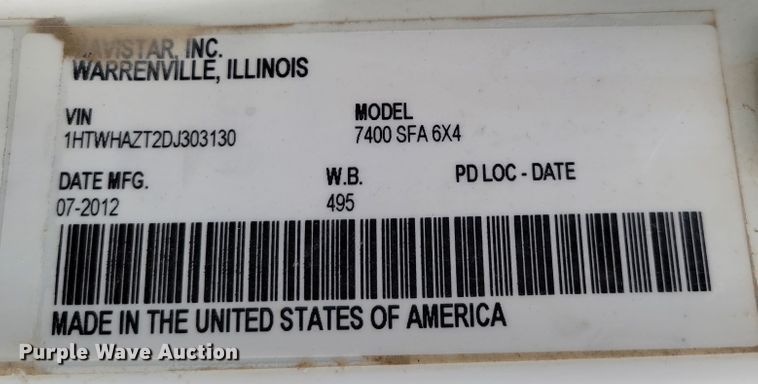 NAVISTAR, INC.
WARRENVILLE, ILLINOIS
VIN MODEL
1HTWHAZT2DJ303130 7400 SFA 6X4
DATE MFG. W.B. PD LOC - DATE
07-2012 495
MADE IN THE UNITED STATES OF AMERICA
Purple Wave Auction